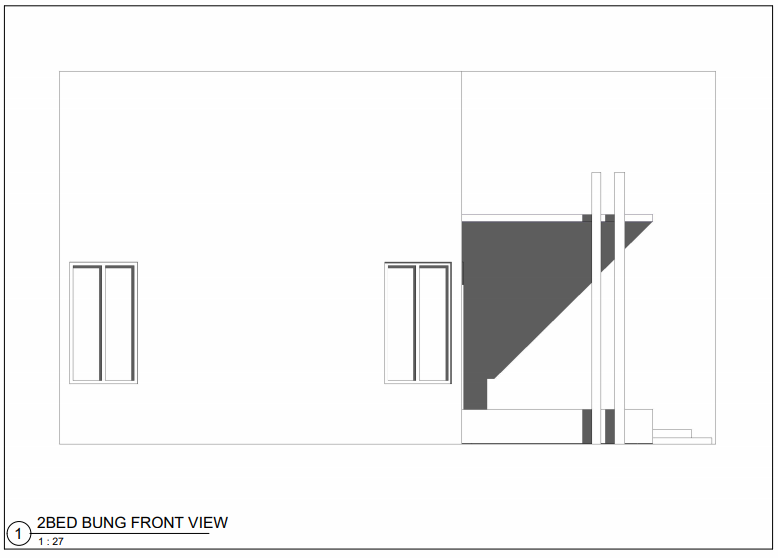 2BED BUNG FRONT VIEW
1
1 : 27